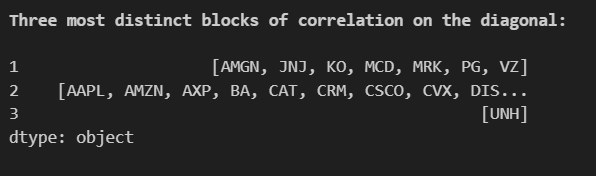 Three most distinct blocks of correlation on the diagonal:
1 [AMGN, JNJ, KO, MCD, MRK, PG, VZ]
2 [AAPL, AMZN, AXP, BA, CAT, CRM, CSCO, CVX, DIS...
3 [UNH]
dtype: object